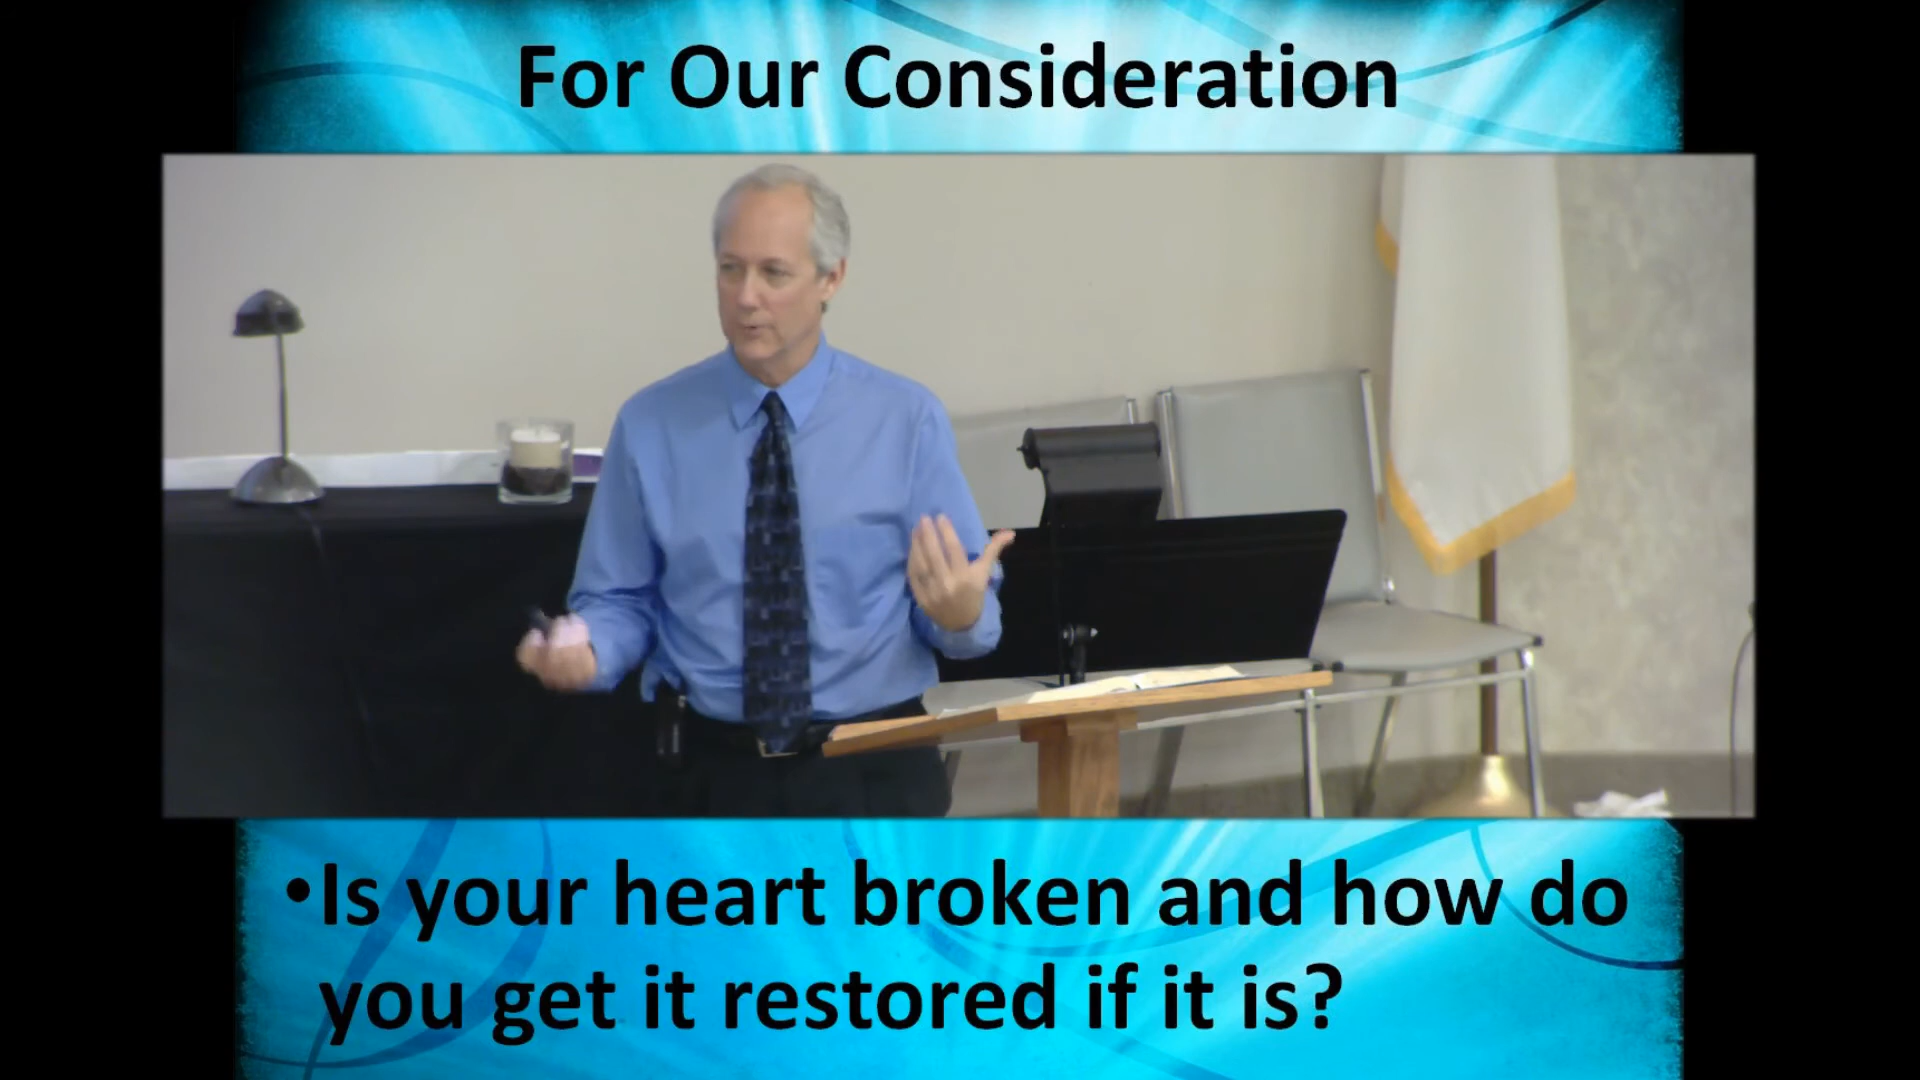 For Our Consideration
•Is your heart broken and how do
you get it restored if it is?